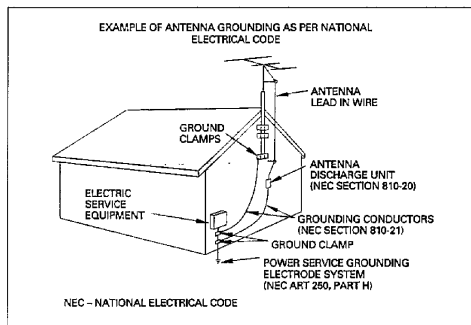 EXAMPLE OF ANTENNA GROUNDING AS PER NATIONAL
ELECTRICAL CODE
ANTENNA
LEAD IN WIRE
GROUND
CLAMPS
ANTENNA
DISCHARGE UNIT
(NEC SECTION 810-20)
ELECTRIC
SERVICE
EQUIPMENT
GROUNDING CONDUCTORS
(NEC SECTION 810-21)
GROUND CLAMP
POWER SERVICE GROUNDING
ELECTRODE SYSTEM
(NEC ART 250, PART H)
NEC – NATIONAL ELECTRICAL CODE